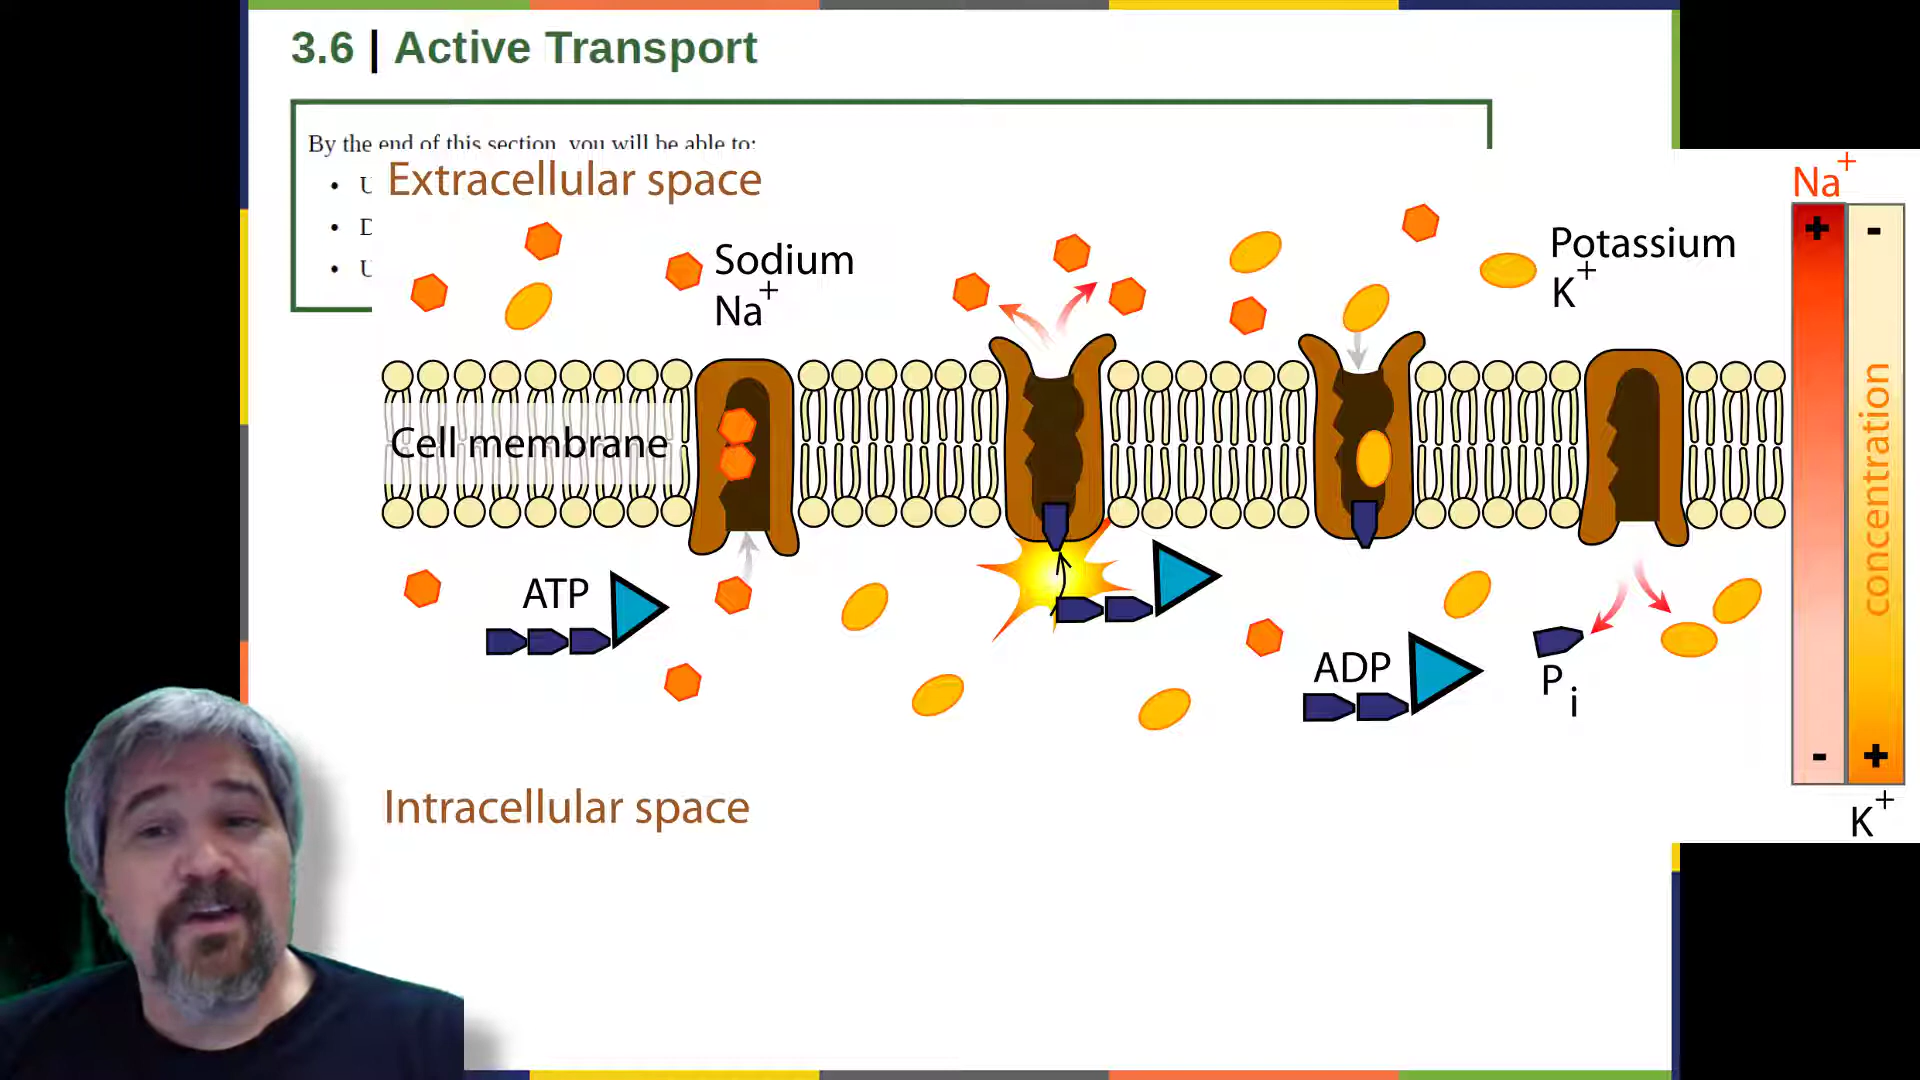 3.6 | Active Transport
By the end of this section, you will be able to:
• U
• D
• U
Extracellular space
Sodium
Na+
Potassium
K+
Na+
+ -
Cell membrane
concentration
ATP
ADP
Pi
- +
K+
Intracellular space